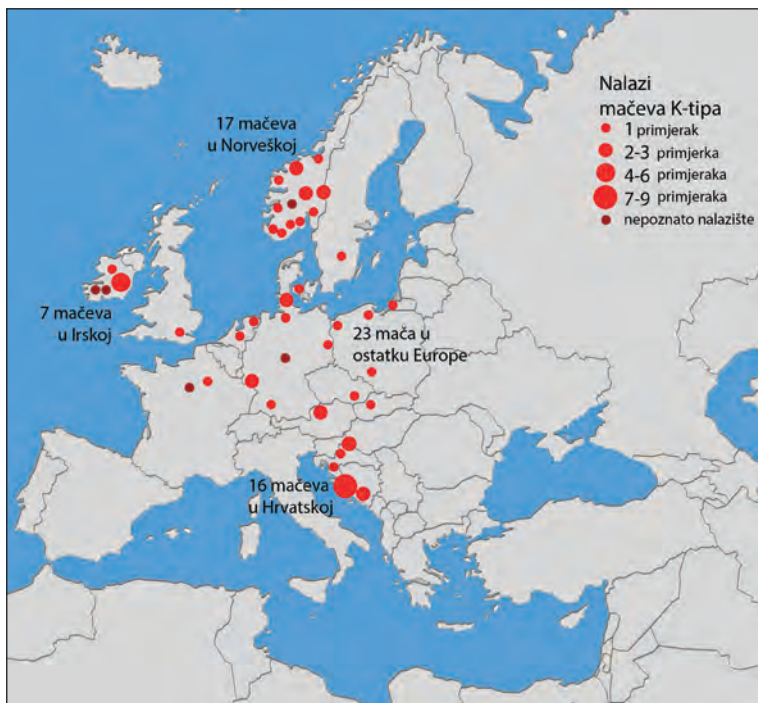 Nalazi
mačeva K-tipa
1 primjerak
2-3 primjerka
4-6 primjeraka
7-9 primjeraka
nepoznato nalazište
17 mačeva
u Norveškoj
7 mačeva
u Irskoj
23 mača u
ostatku Europe
16 mačeva
u Hrvatskoj